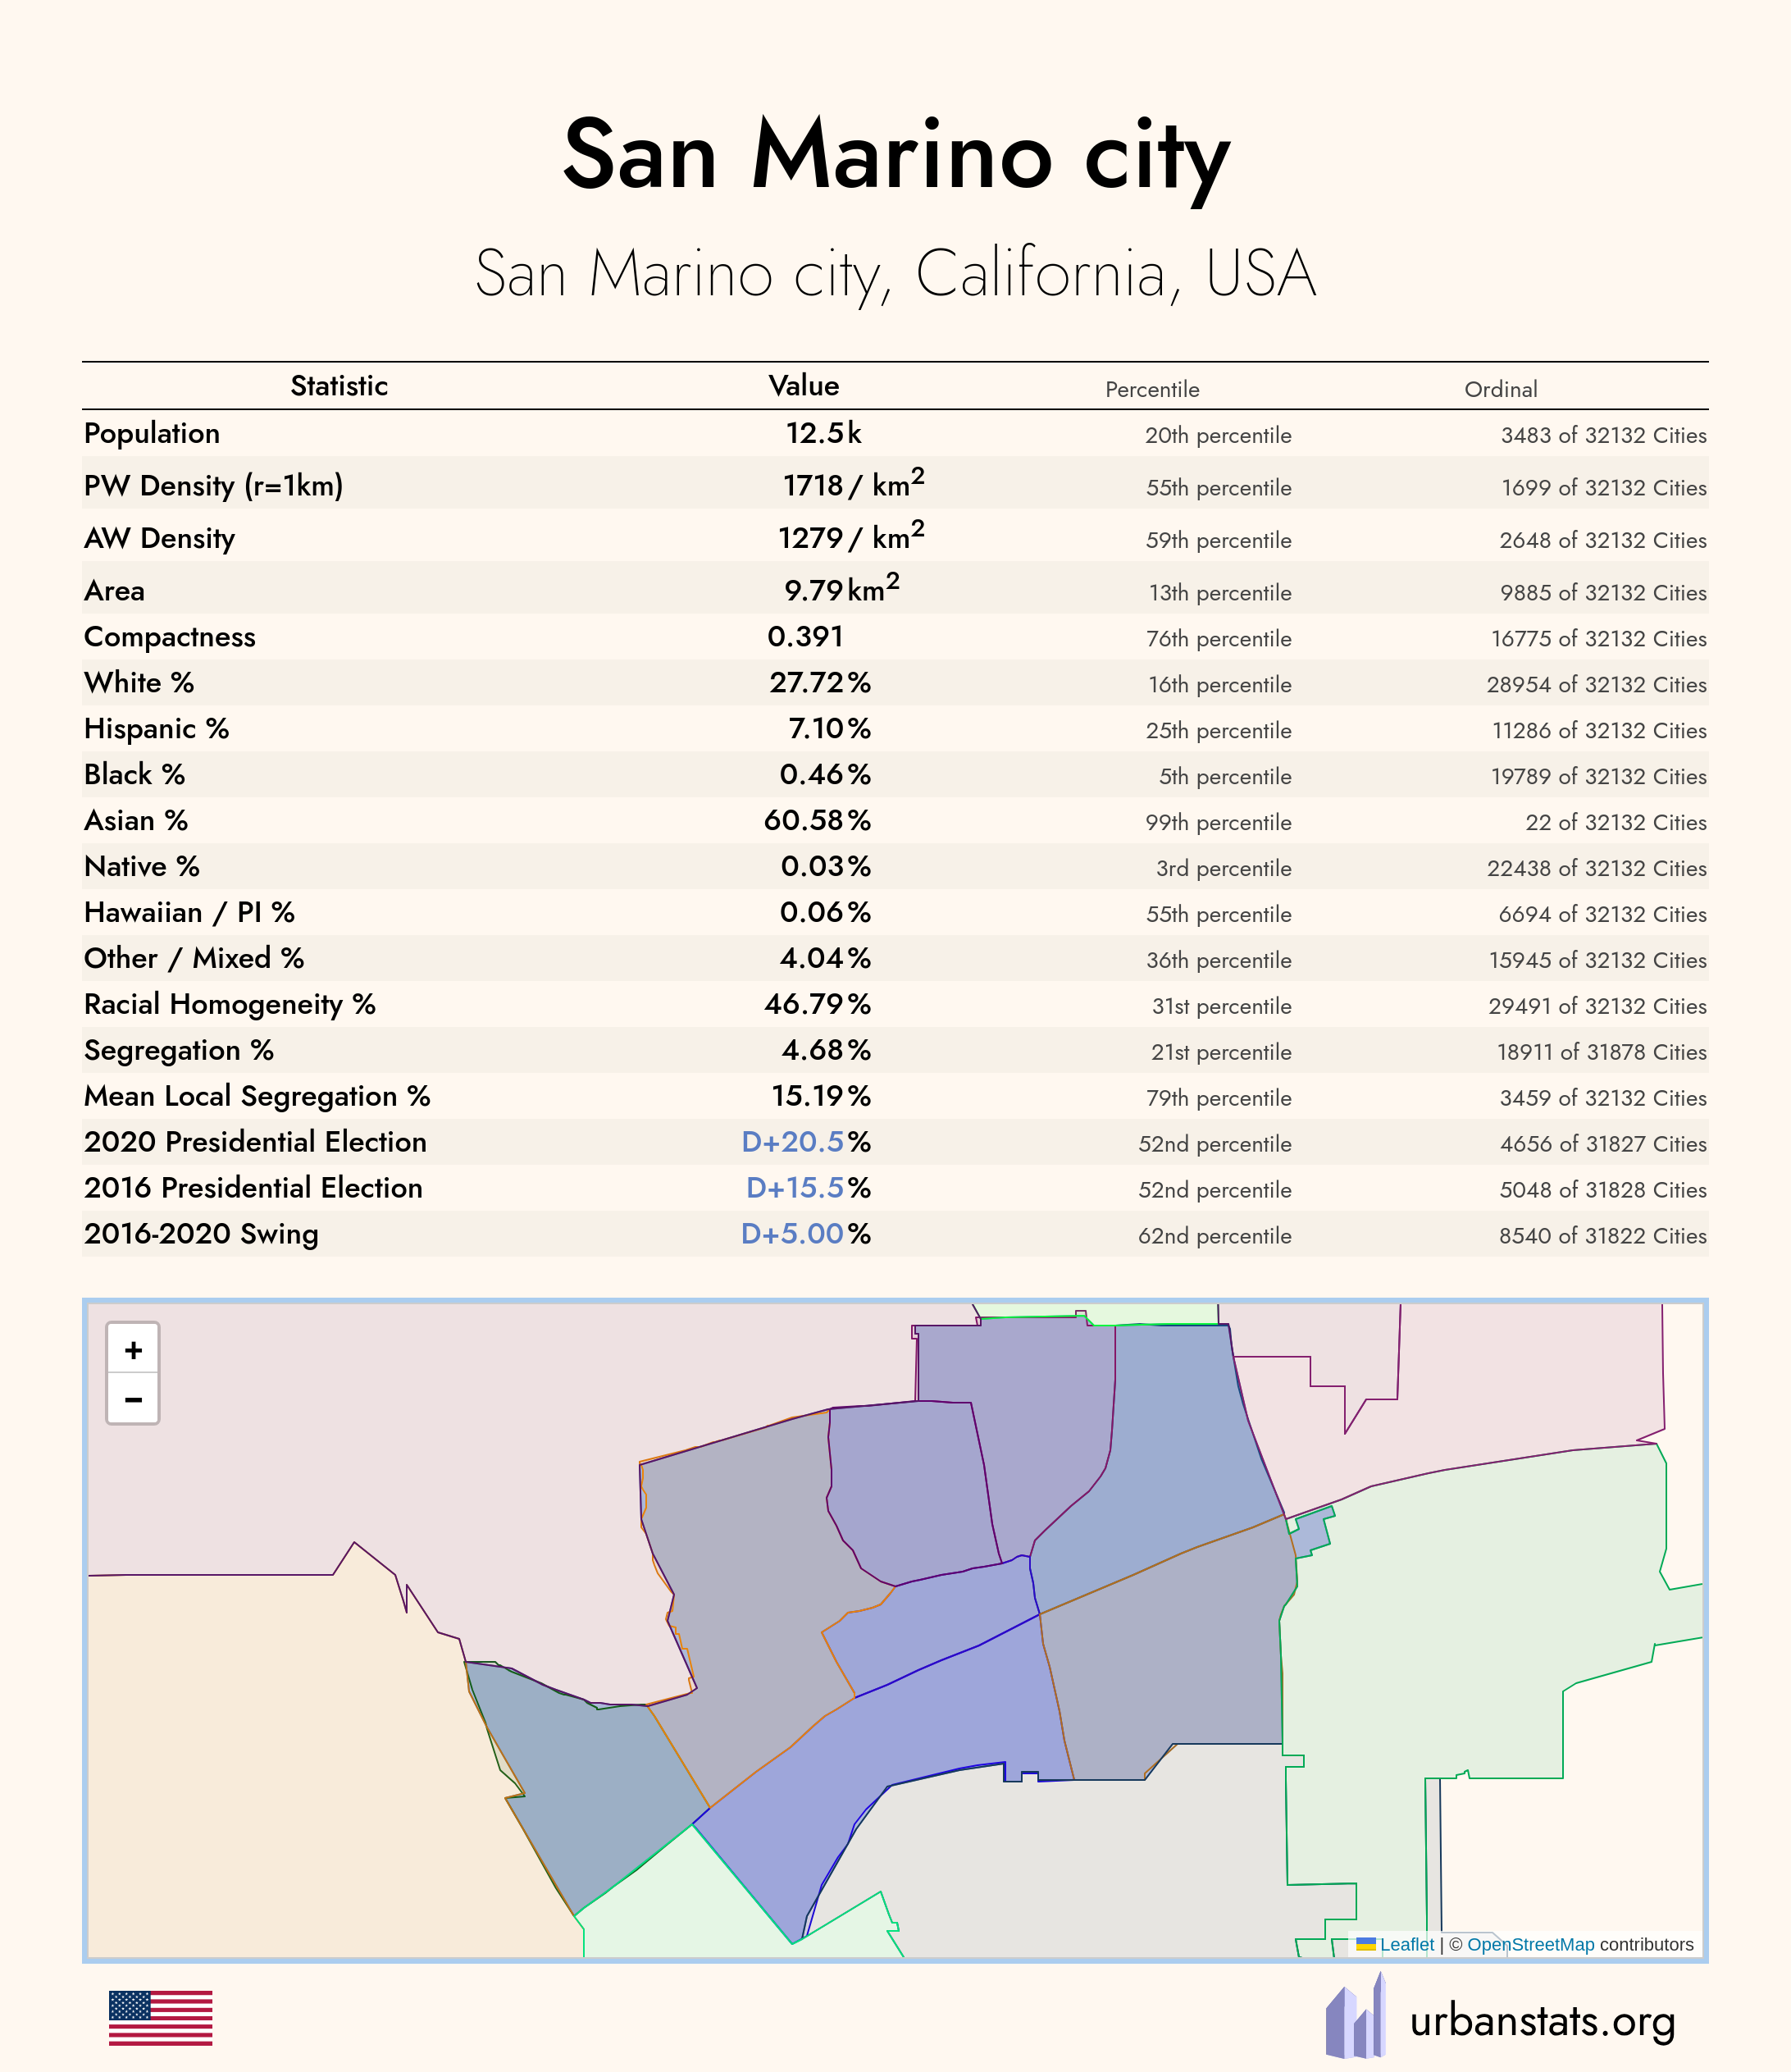 San Marino city
San Marino city, California, USA
Statistic Value Percentile Ordinal
Population 12.5k 20th percentile 3483 of 32132 Cities
PW Density (r=1km) 1718/ km² 55th percentile 1699 of 32132 Cities
AW Density 1279/ km² 59th percentile 2648 of 32132 Cities
Area 9.79km² 13th percentile 9885 of 32132 Cities
Compactness 0.391 76th percentile 16775 of 32132 Cities
White % 27.72% 16th percentile 28954 of 32132 Cities
Hispanic % 7.10% 25th percentile 11286 of 32132 Cities
Black % 0.46% 5th percentile 19789 of 32132 Cities
Asian % 60.58% 99th percentile 22 of 32132 Cities
Native % 0.03% 3rd percentile 22438 of 32132 Cities
Hawaiian / PI % 0.06% 55th percentile 6694 of 32132 Cities
Other / Mixed % 4.04% 36th percentile 15945 of 32132 Cities
Racial Homogeneity % 46.79% 31st percentile 29491 of 32132 Cities
Segregation % 4.68% 21st percentile 18911 of 31878 Cities
Mean Local Segregation % 15.19% 79th percentile 3459 of 32132 Cities
2020 Presidential Election D+20.5% 52nd percentile 4656 of 31827 Cities
2016 Presidential Election D+15.5% 52nd percentile 5048 of 31828 Cities
2016-2020 Swing D+5.00% 62nd percentile 8540 of 31822 Cities
+
−
Leaflet | © OpenStreetMap contributors
urbanstats.org